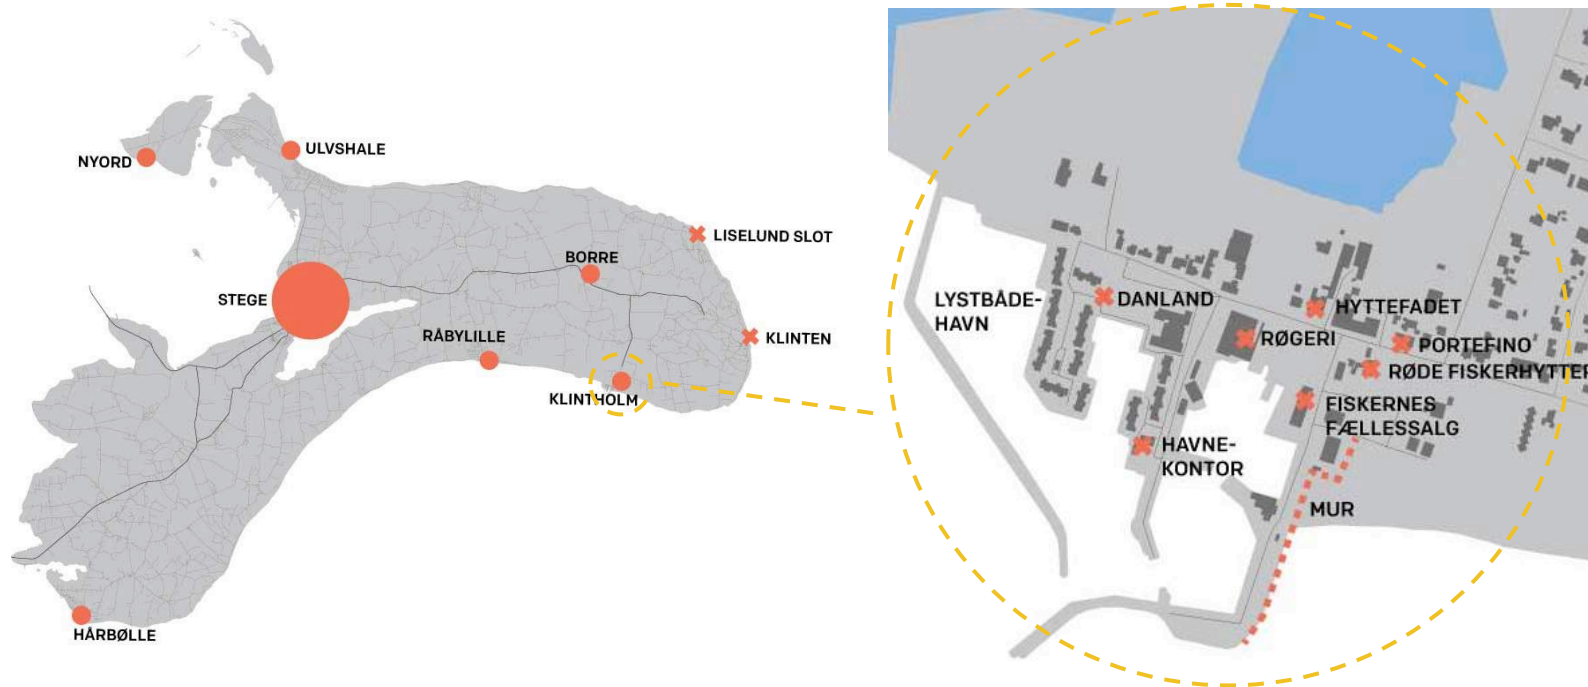 NYORD
ULVSHALE
LISELUND SLOT
BORRE
STEGE
KLINTEN
RÅBYLILLE
KLINTHOLM
HÅRBØLLE
LYSTBÅDE-
HAVN
DANLAND
HYTTEFADET
RØGERI
PORTEFINO
RØDE FISKERHYTTER
FISKERNES
FÆLLESSALG
HAVNE-
KONTOR
MUR